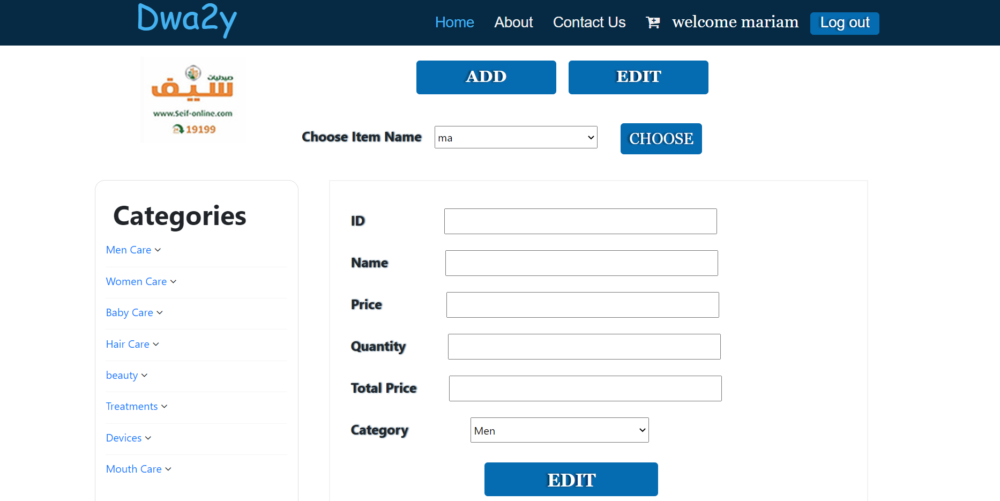 Dwa2y
Home About Contact Us welcome mariam Log out
صيدليات
سيف
www.Seif-online.com
19199
ADD EDIT
Choose Item Name ma CHOOSE
Categories
Men Care
Women Care
Baby Care
Hair Care
beauty
Treatments
Devices
Mouth Care
ID
Name
Price
Quantity
Total Price
Category Men
EDIT